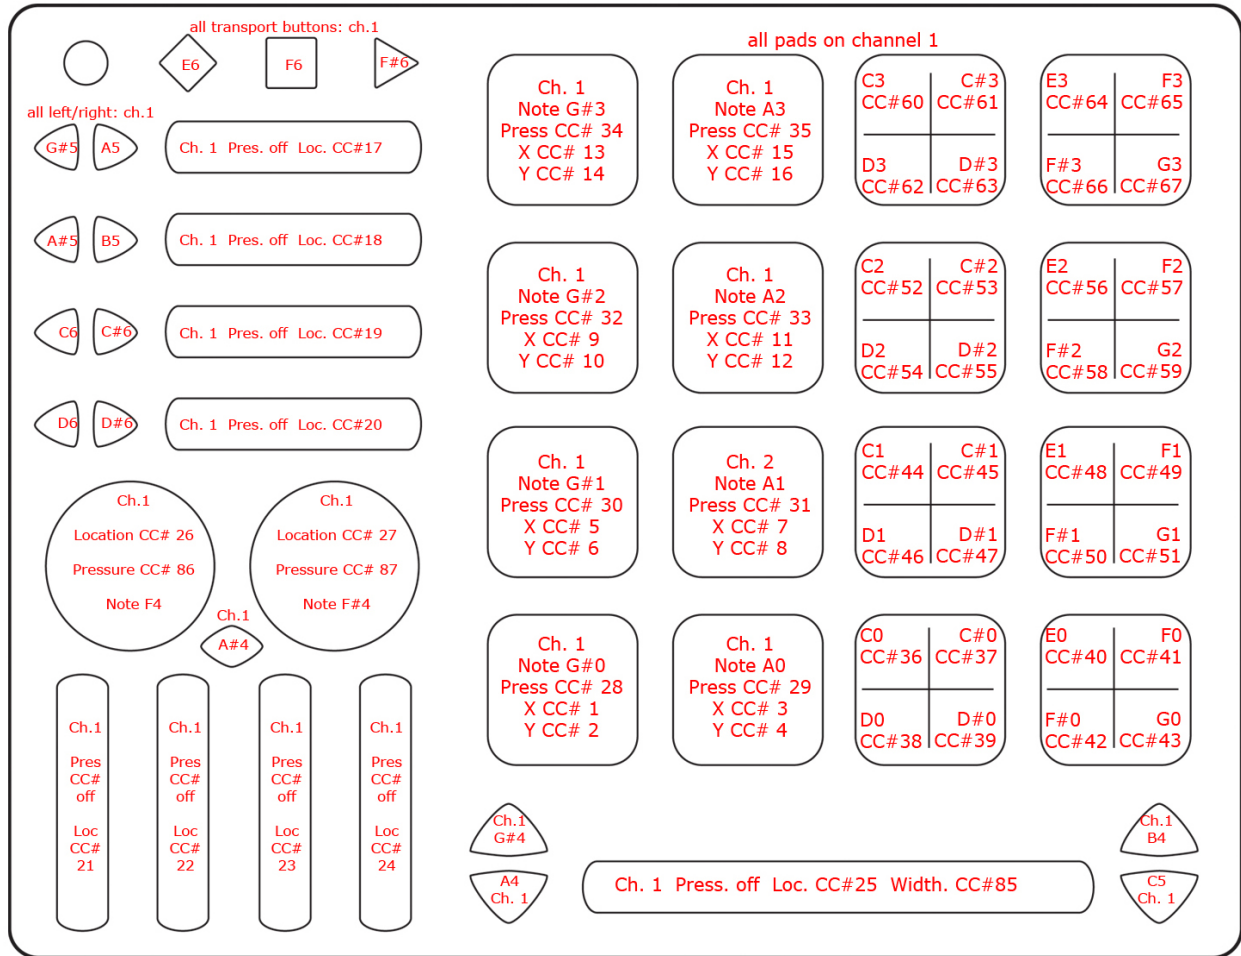 all transport buttons: ch.1
E6
F6
F#6
all left/right: ch.1
G#5
A5
Ch. 1 Pres. off Loc. CC#17
A#5
B5
Ch. 1 Pres. off Loc. CC#18
C6
C#6
Ch. 1 Pres. off Loc. CC#19
D6
D#6
Ch. 1 Pres. off Loc. CC#20
Ch.1
Location CC# 26
Pressure CC# 86
Note F4
Ch.1
Location CC# 27
Pressure CC# 87
Note F#4
Ch.1
A#4
Ch.1
Pres
CC#
off
Loc
CC#
21
Ch.1
Pres
CC#
off
Loc
CC#
22
Ch.1
Pres
CC#
off
Loc
CC#
23
Ch.1
Pres
CC#
off
Loc
CC#
24
all pads on channel 1
Ch. 1
Note G#3
Press CC# 34
X CC# 13
Y CC# 14
Ch. 1
Note A3
Press CC# 35
X CC# 15
Y CC# 16
C3 C#3
CC#60 CC#61
D3 D#3
CC#62 CC#63
E3 F3
CC#64 CC#65
F#3 G3
CC#66 CC#67
Ch. 1
Note G#2
Press CC# 32
X CC# 9
Y CC# 10
Ch. 1
Note A2
Press CC# 33
X CC# 11
Y CC# 12
C2 C#2
CC#52 CC#53
D2 D#2
CC#54 CC#55
E2 F2
CC#56 CC#57
F#2 G2
CC#58 CC#59
Ch. 1
Note G#1
Press CC# 30
X CC# 5
Y CC# 6
Ch. 2
Note A1
Press CC# 31
X CC# 7
Y CC# 8
C1 C#1
CC#44 CC#45
D1 D#1
CC#46 CC#47
E1 F1
CC#48 CC#49
F#1 G1
CC#50 CC#51
Ch. 1
Note G#0
Press CC# 28
X CC# 1
Y CC# 2
Ch. 1
Note A0
Press CC# 29
X CC# 3
Y CC# 4
C0 C#0
CC#36 CC#37
D0 D#0
CC#38 CC#39
E0 F0
CC#40 CC#41
F#0 G0
CC#42 CC#43
Ch.1
G#4
A4
Ch. 1
Ch. 1 Press. off Loc. CC#25 Width. CC#85
Ch.1
B4
C5
Ch. 1